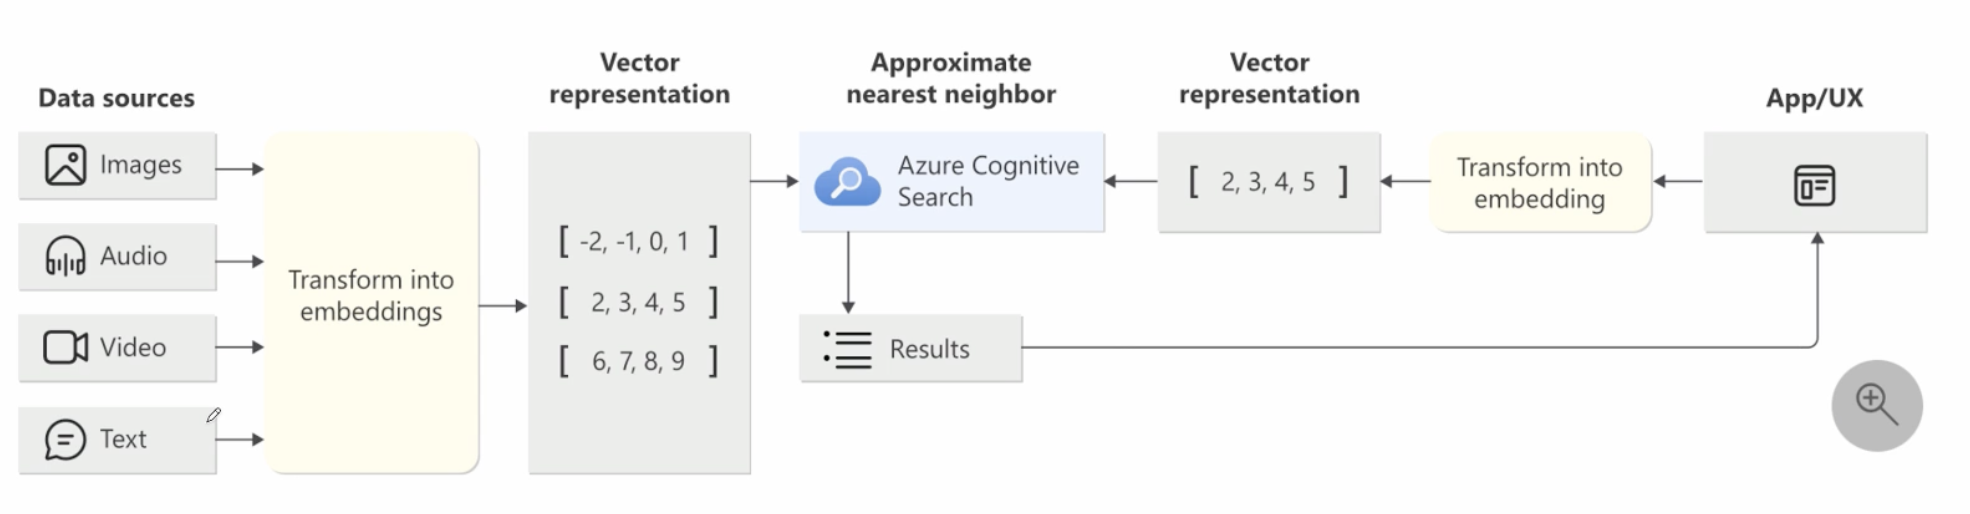 Data sources
Images
Audio
Video
Text
Transform into
embeddings
Vector
representation
[ -2, -1, 0, 1 ]
[ 2, 3, 4, 5 ]
[ 6, 7, 8, 9 ]
Approximate
nearest neighbor
Azure Cognitive
Search
Results
Vector
representation
[ 2, 3, 4, 5 ]
Transform into
embedding
App/UX